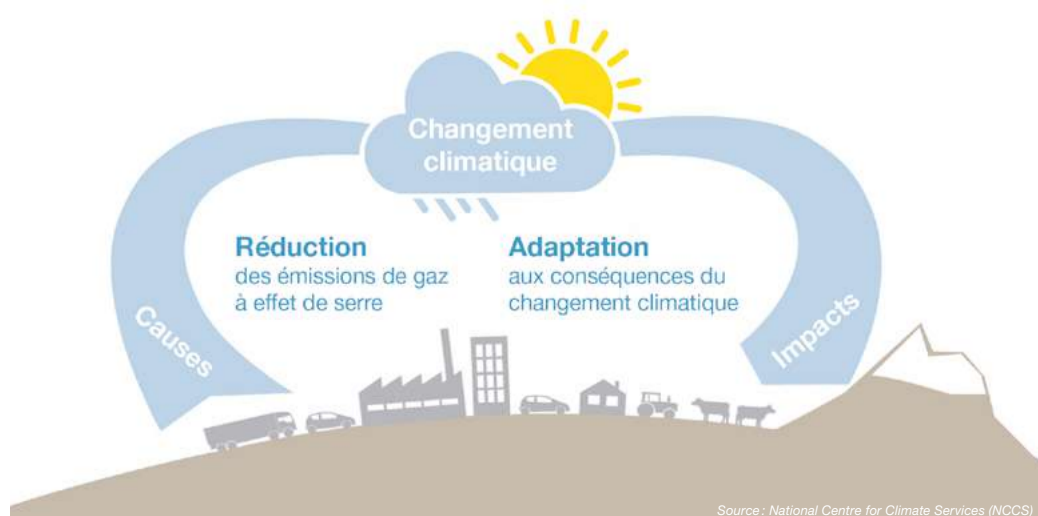 Changement
climatique
Réduction
des émissions de gaz
à effet de serre
Adaptation
aux conséquences du
changement climatique
Causes
Impacts
Source : National Centre for Climate Services (NCCS)